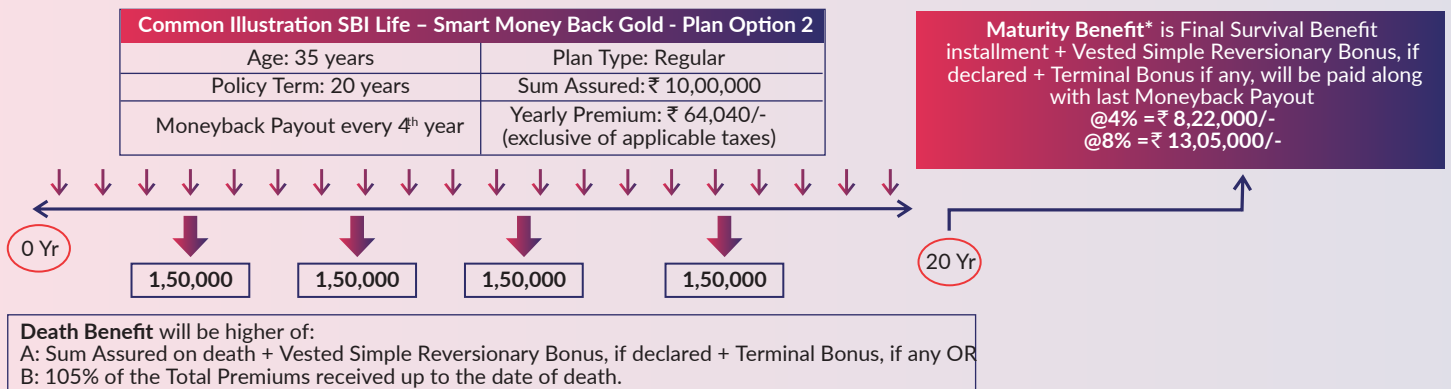 Common Illustration SBI Life – Smart Money Back Gold - Plan Option 2
Age: 35 years
Plan Type: Regular
Policy Term: 20 years
Sum Assured: ₹ 10,00,000
Moneyback Payout every 4th year
Yearly Premium: ₹ 64,040/-
(exclusive of applicable taxes)
Maturity Benefit* is Final Survival Benefit
installment + Vested Simple Reversionary Bonus, if
declared + Terminal Bonus if any, will be paid along
with last Moneyback Payout
@4% =₹ 8,22,000/-
@8% =₹ 13,05,000/-
0 Yr
20 Yr
1,50,000
1,50,000
1,50,000
1,50,000
Death Benefit will be higher of:
A: Sum Assured on death + Vested Simple Reversionary Bonus, if declared + Terminal Bonus, if any OR
B: 105% of the Total Premiums received up to the date of death.